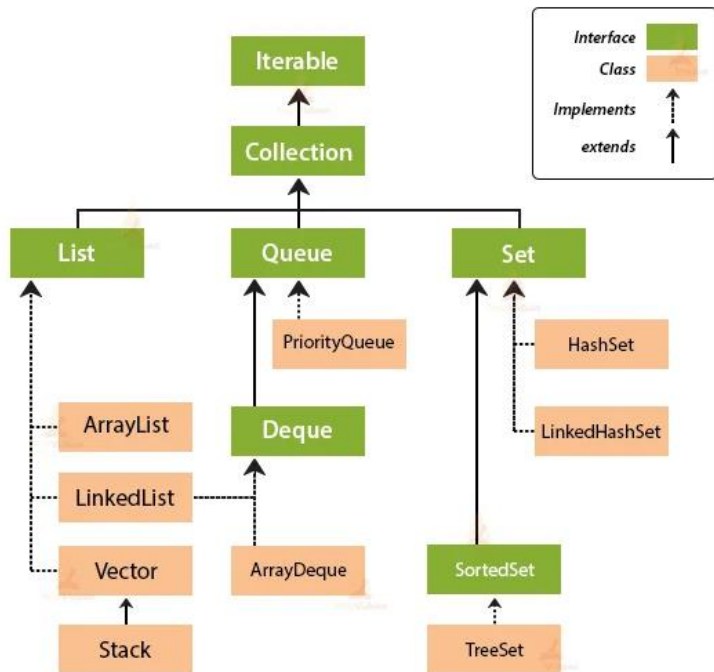 Interface
Class
Implements
extends
Iterable
Collection
List
Queue
Set
PriorityQueue
HashSet
ArrayList
Deque
LinkedHashSet
LinkedList
Vector
ArrayDeque
SortedSet
Stack
TreeSet